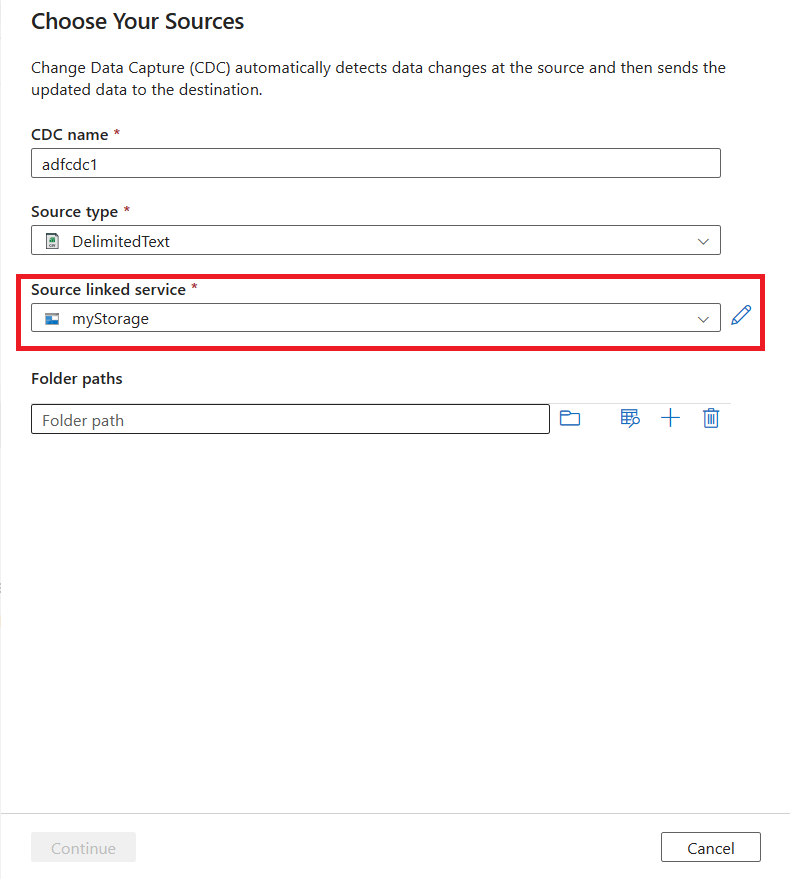 Choose Your Sources
Change Data Capture (CDC) automatically detects data changes at the source and then sends the
updated data to the destination.
CDC name *
adfcdc1
Source type *
DelimitedText
Source linked service *
myStorage
Folder paths
Folder path
Continue
Cancel